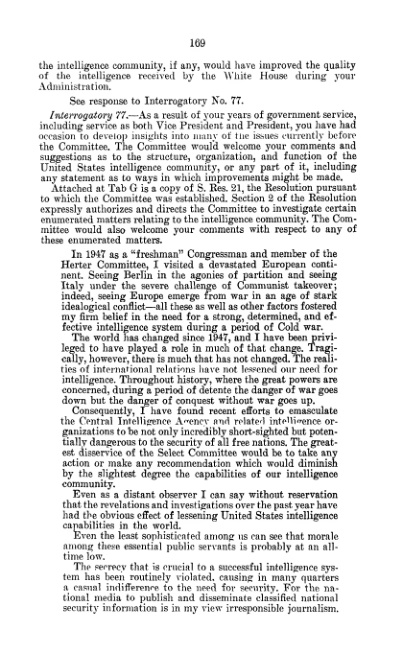 169
the intelligence community, if any, would have improved the quality
of the intelligence received by the White House during your
Administration.
See response to Interrogatory No. 77.
Interrogatory 77.—As a result of your years of government service,
including service as both Vice President and President, you have had
occasion to develop insights into many of the issues currently before
the Committee. The Committee would welcome your comments and
suggestions as to the structure, organization, and function of the
United States intelligence community, or any part of it, including
any statement as to ways in which improvements might be made.
Attached at Tab G is a copy of S. Res. 21, the Resolution pursuant
to which the Committee was established. Section 2 of the Resolution
expressly authorizes and directs the Committee to investigate certain
enumerated matters relating to the intelligence community. The Com-
mittee would also welcome your comments with respect to any of
these enumerated matters.
In 1947 as a "freshman" Congressman and member of the
Herter Committee, I visited a devastated European conti-
nent. Seeing Berlin in the agonies of partition and seeing
Italy under the severe challenge of Communist takeover;
indeed, seeing Europe emerge from war in an age of stark
idealogical conflict—all these as well as other factors fostered
my firm belief in the need for a strong, determined, and ef-
fective intelligence system during a period of Cold war.
The world has changed since 1947, and I have been privi-
leged to have played a role in much of that change. Tragi-
cally, however, there is much that has not changed. The reali-
ties of international relations have not lessened our need for
intelligence. Throughout history, where the great powers are
concerned, during a period of detente the danger of war goes
down but the danger of conquest without war goes up.
Consequently, I have found recent efforts to emasculate
the Central Intelligence Agency and related intelligence or-
ganizations to be not only incredibly short-sighted but poten-
tially dangerous to the security of all free nations. The great-
est disservice of the Select Committee would be to take any
action or make any recommendation which would diminish
by the slightest degree the capabilities of our intelligence
community.
Even as a distant observer I can say without reservation
that the revelations and investigations over the past year have
had the obvious effect of lessening United States intelligence
capabilities in the world.
Even the least sophisticated among us can see that morale
among these essential public servants is probably at an all-
time low.
The secrecy that is crucial to a successful intelligence sys-
tem has been routinely violated, causing in many quarters
a casual indifference to the need for security. For the na-
tional media to publish and disseminate classified national
security information is in my view irresponsible journalism.